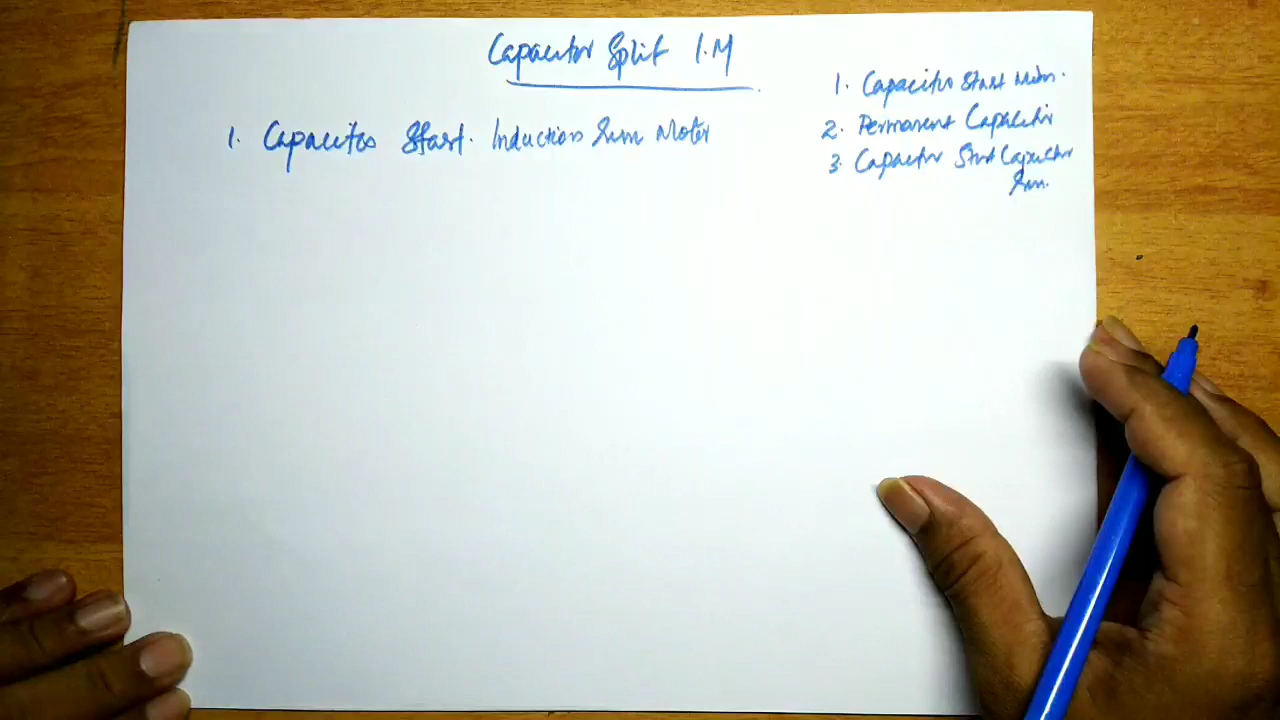 Capacitor Split I.M
1. Capacitor Start. Induction Run Motor
1. Capacitor Start
2. Permanent Capacitor
3. Capacitor Start Capacitor
Run.